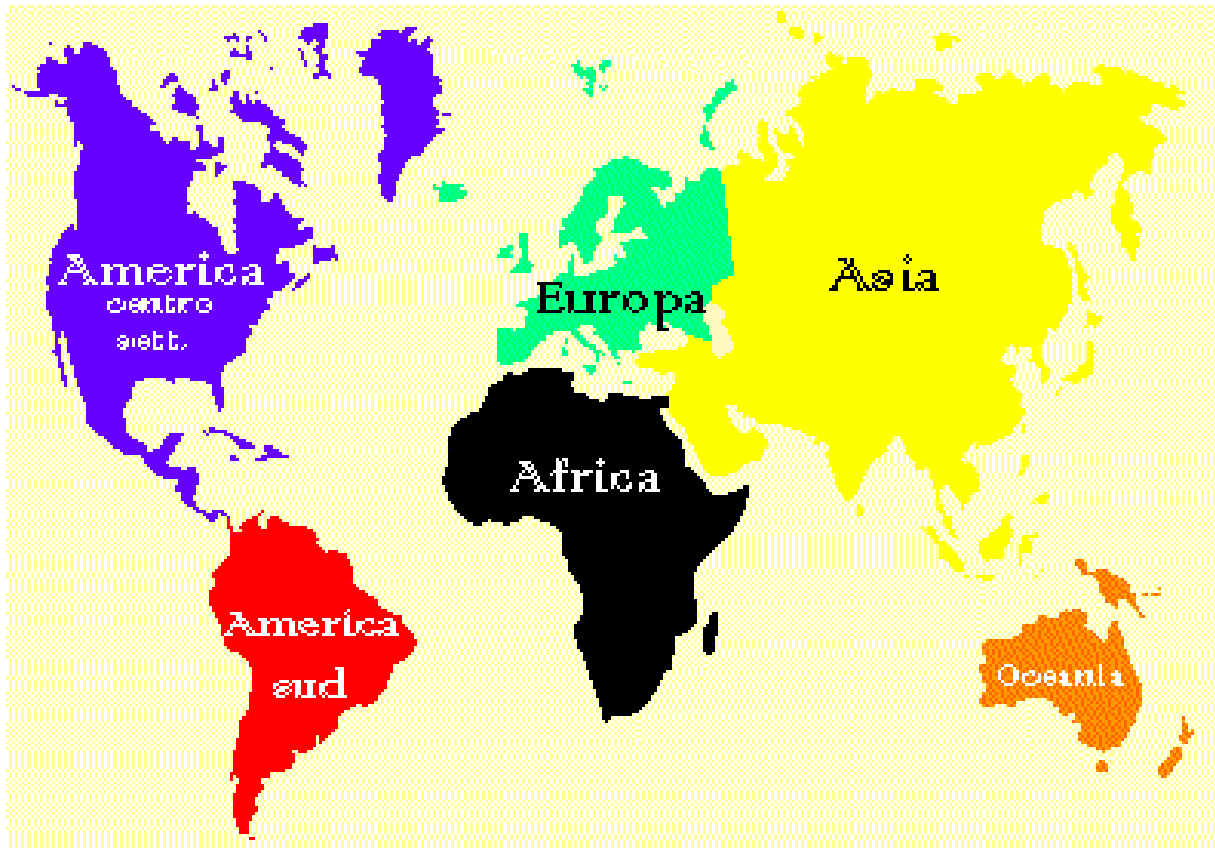 America
centro
sett.
Europa
Asia
Africa
America
sud
Oceania